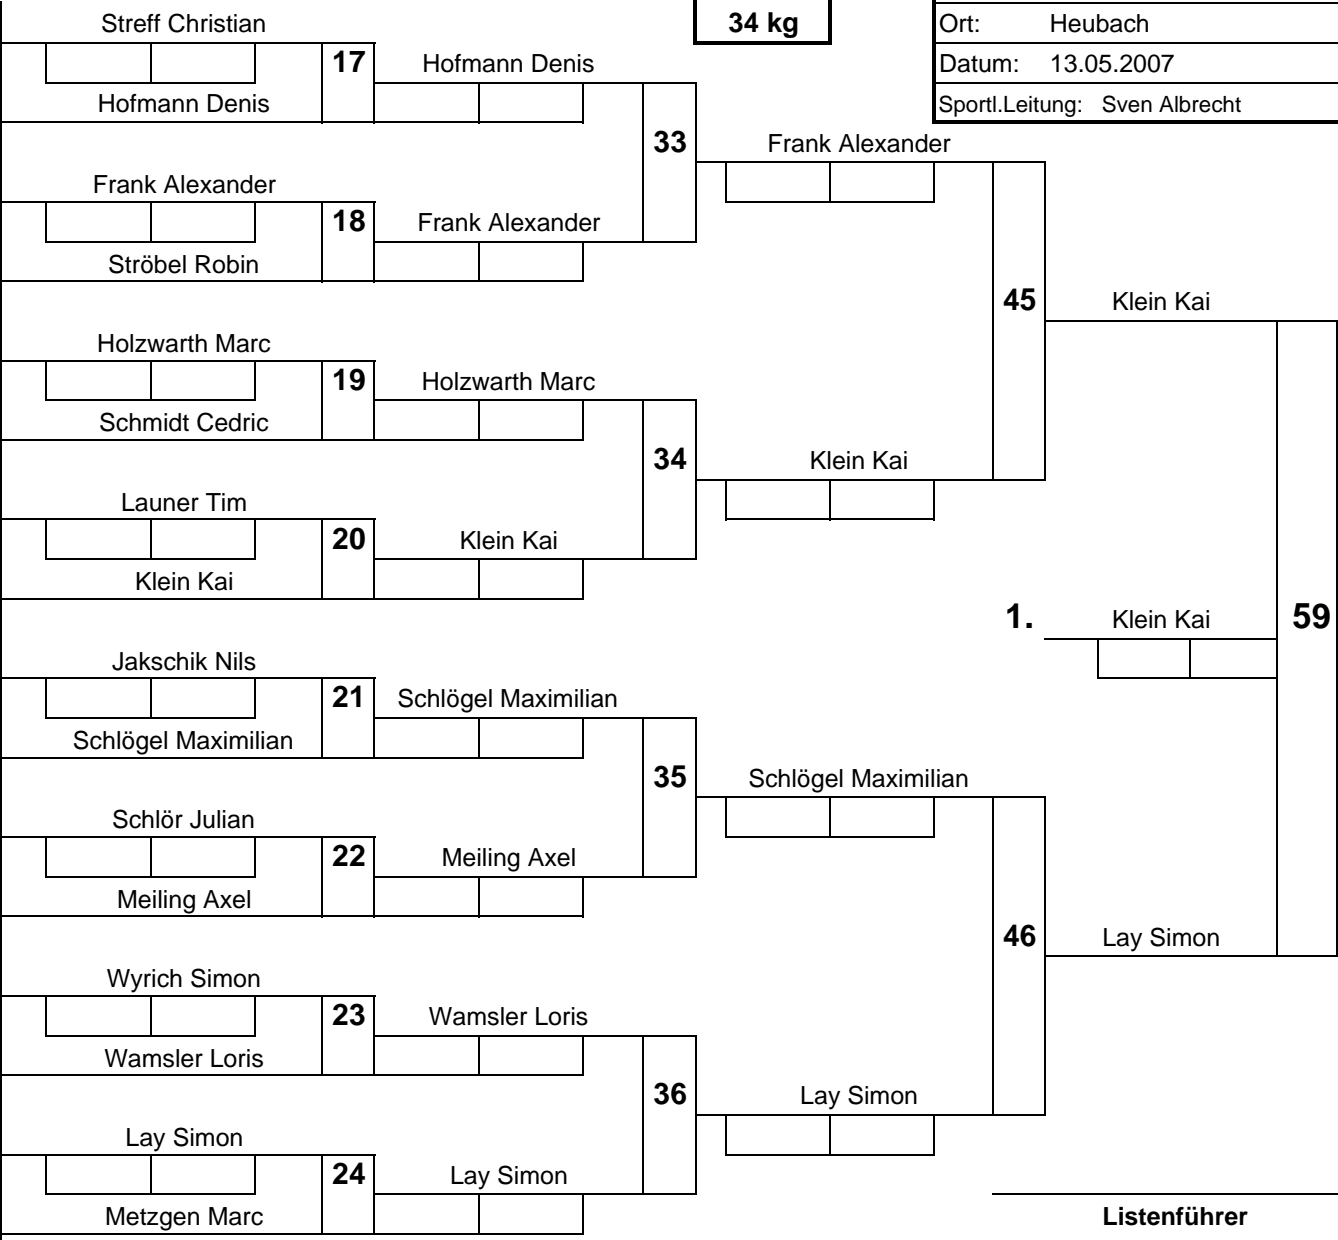 Streff Christian
34 kg
Ort: Heubach
17
Hofmann Denis
Datum: 13.05.2007
Hofmann Denis
Sportl.Leitung: Sven Albrecht
33
Frank Alexander
Frank Alexander
18
Frank Alexander
Ströbel Robin
45
Klein Kai
Holzwarth Marc
19
Holzwarth Marc
Schmidt Cedric
34
Klein Kai
Launer Tim
20
Klein Kai
Klein Kai
1.
Klein Kai
59
Jakschik Nils
21
Schlögel Maximilian
Schlögel Maximilian
35
Schlögel Maximilian
Schlör Julian
22
Meiling Axel
Meiling Axel
46
Lay Simon
Wyrich Simon
23
Wamsler Loris
Wamsler Loris
36
Lay Simon
Lay Simon
24
Lay Simon
Metzgen Marc
Listenführer